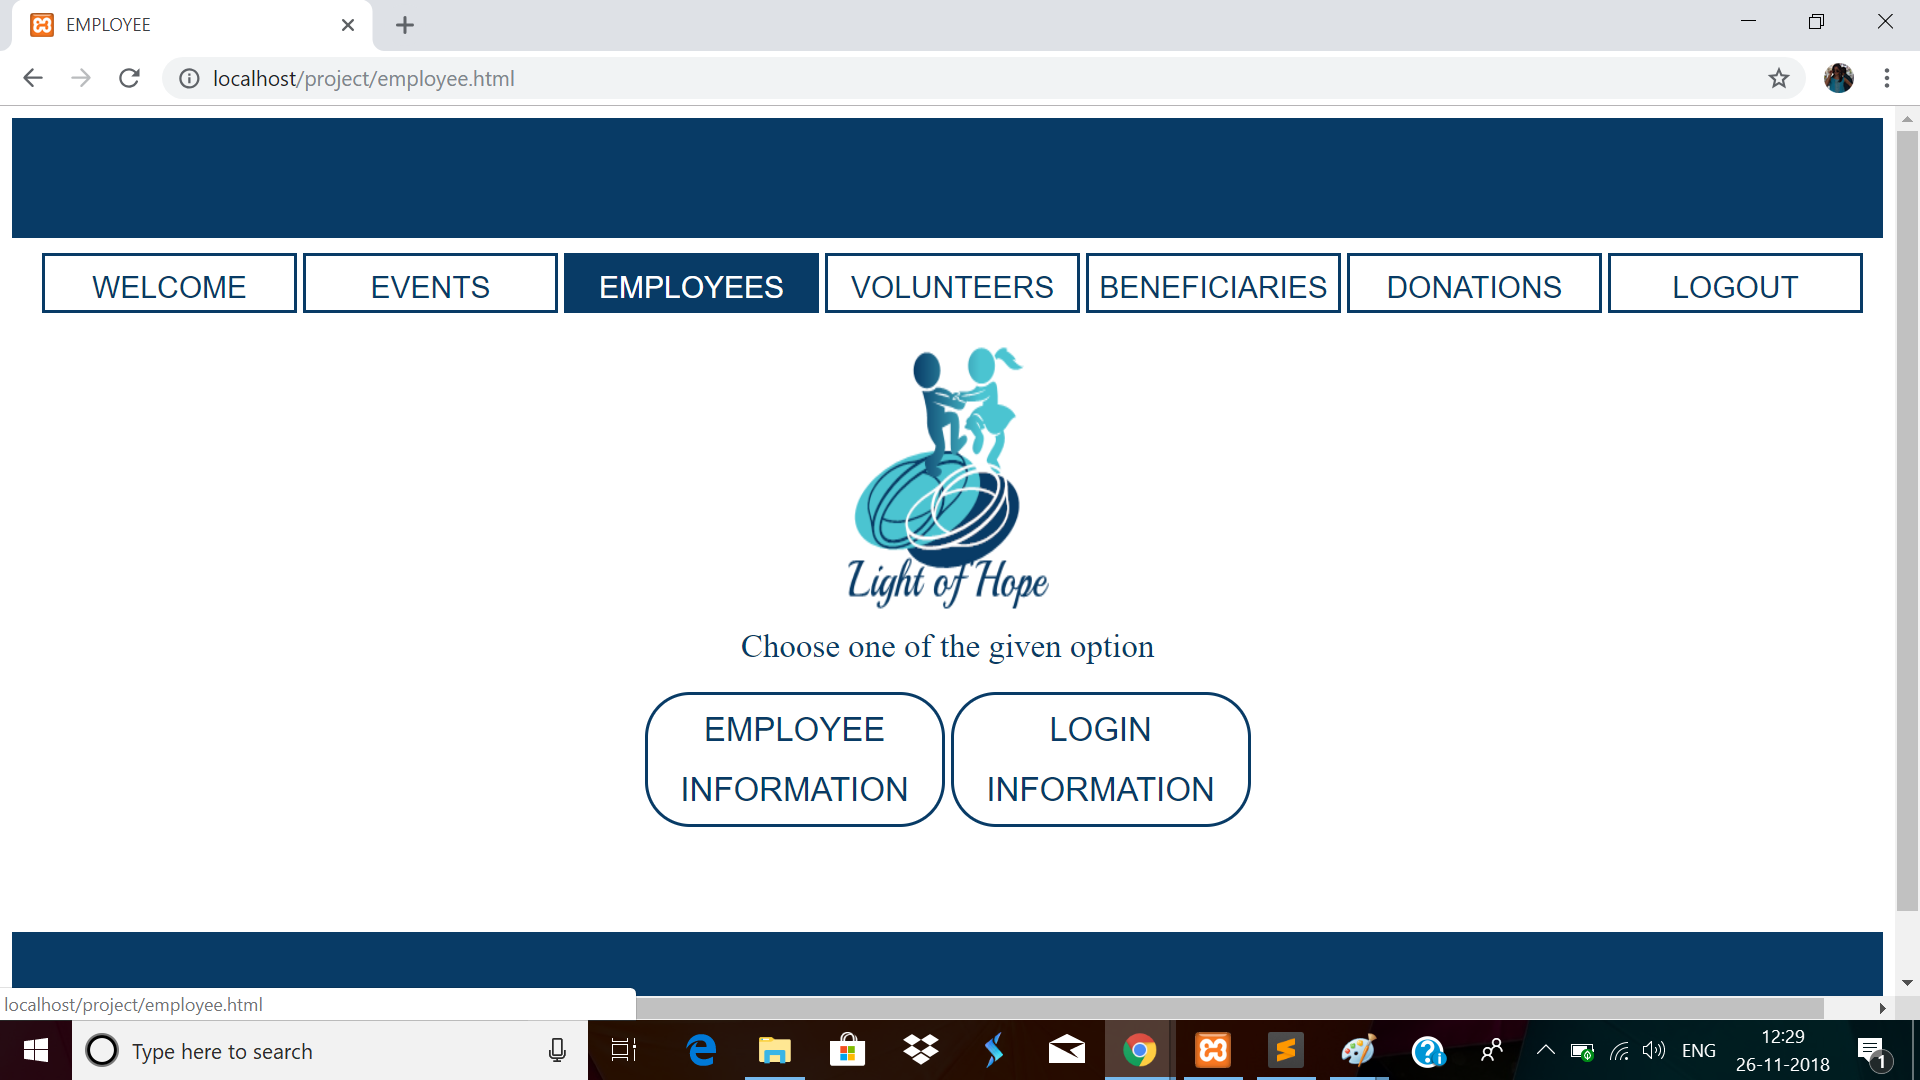 EMPLOYEE
localhost/project/employee.html
WELCOME EVENTS EMPLOYEES VOLUNTEERS BENEFICIARIES DONATIONS LOGOUT
Light of Hope
Choose one of the given option
EMPLOYEE INFORMATION
LOGIN INFORMATION
localhost/project/employee.html
Type here to search
ENG
12:29
26-11-2018
1